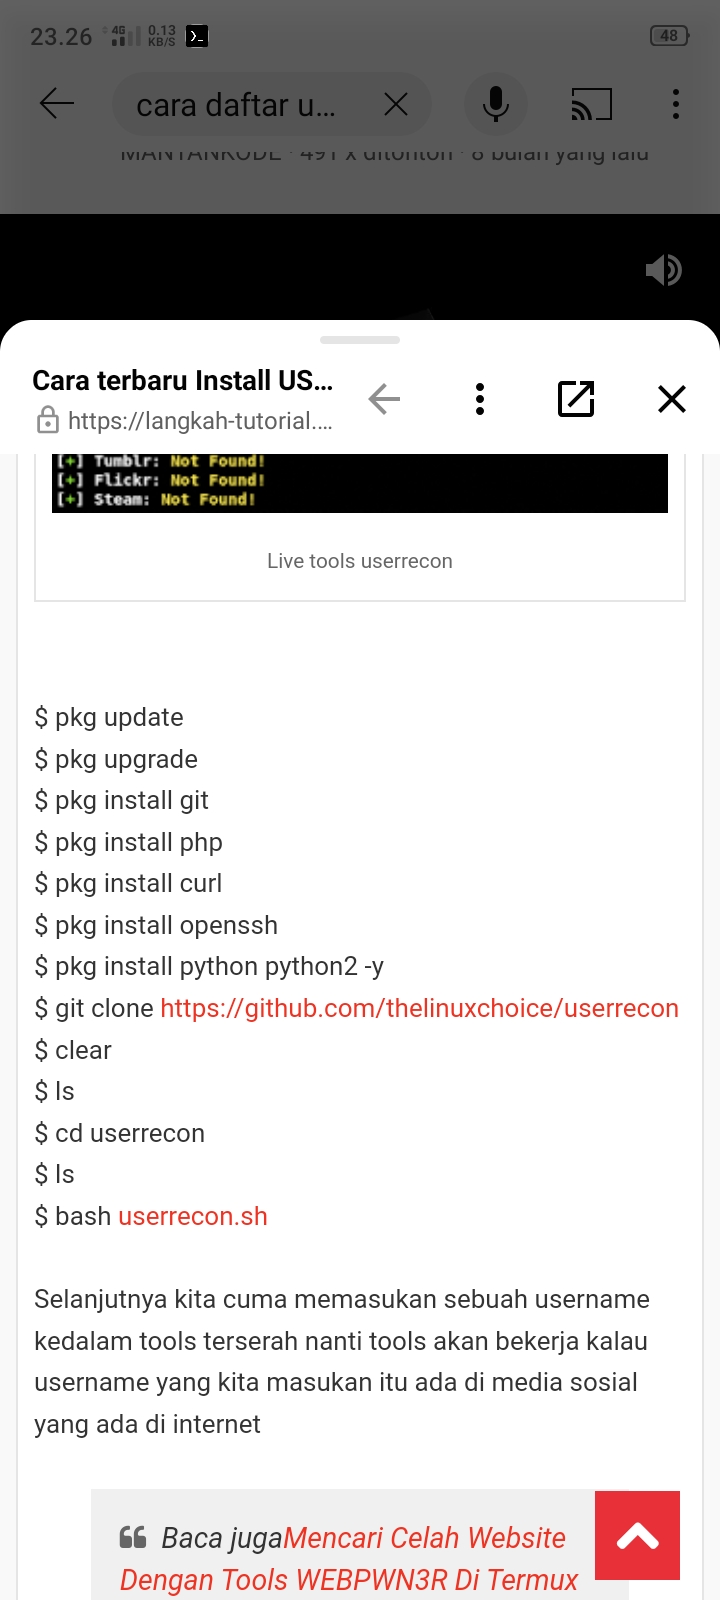 23.26 4G 0.13 KB/S 48
cara daftar u...
MANTANKODE · 491 x ditonton · 8 bulan yang lalu
Cara terbaru Install US...
https://langkah-tutorial....
[+] Tumblr: Not Found!
[+] Flickr: Not Found!
[+] Steam: Not Found!
Live tools userrecon
$ pkg update
$ pkg upgrade
$ pkg install git
$ pkg install php
$ pkg install curl
$ pkg install openssh
$ pkg install python python2 -y
$ git clone https://github.com/thelinuxchoice/userrecon
$ clear
$ ls
$ cd userrecon
$ ls
$ bash userrecon.sh
Selanjutnya kita cuma memasukan sebuah username
kedalam tools terserah nanti tools akan bekerja kalau
username yang kita masukan itu ada di media sosial
yang ada di internet
Baca jugaMencari Celah Website
Dengan Tools WEBPWN3R Di Termux